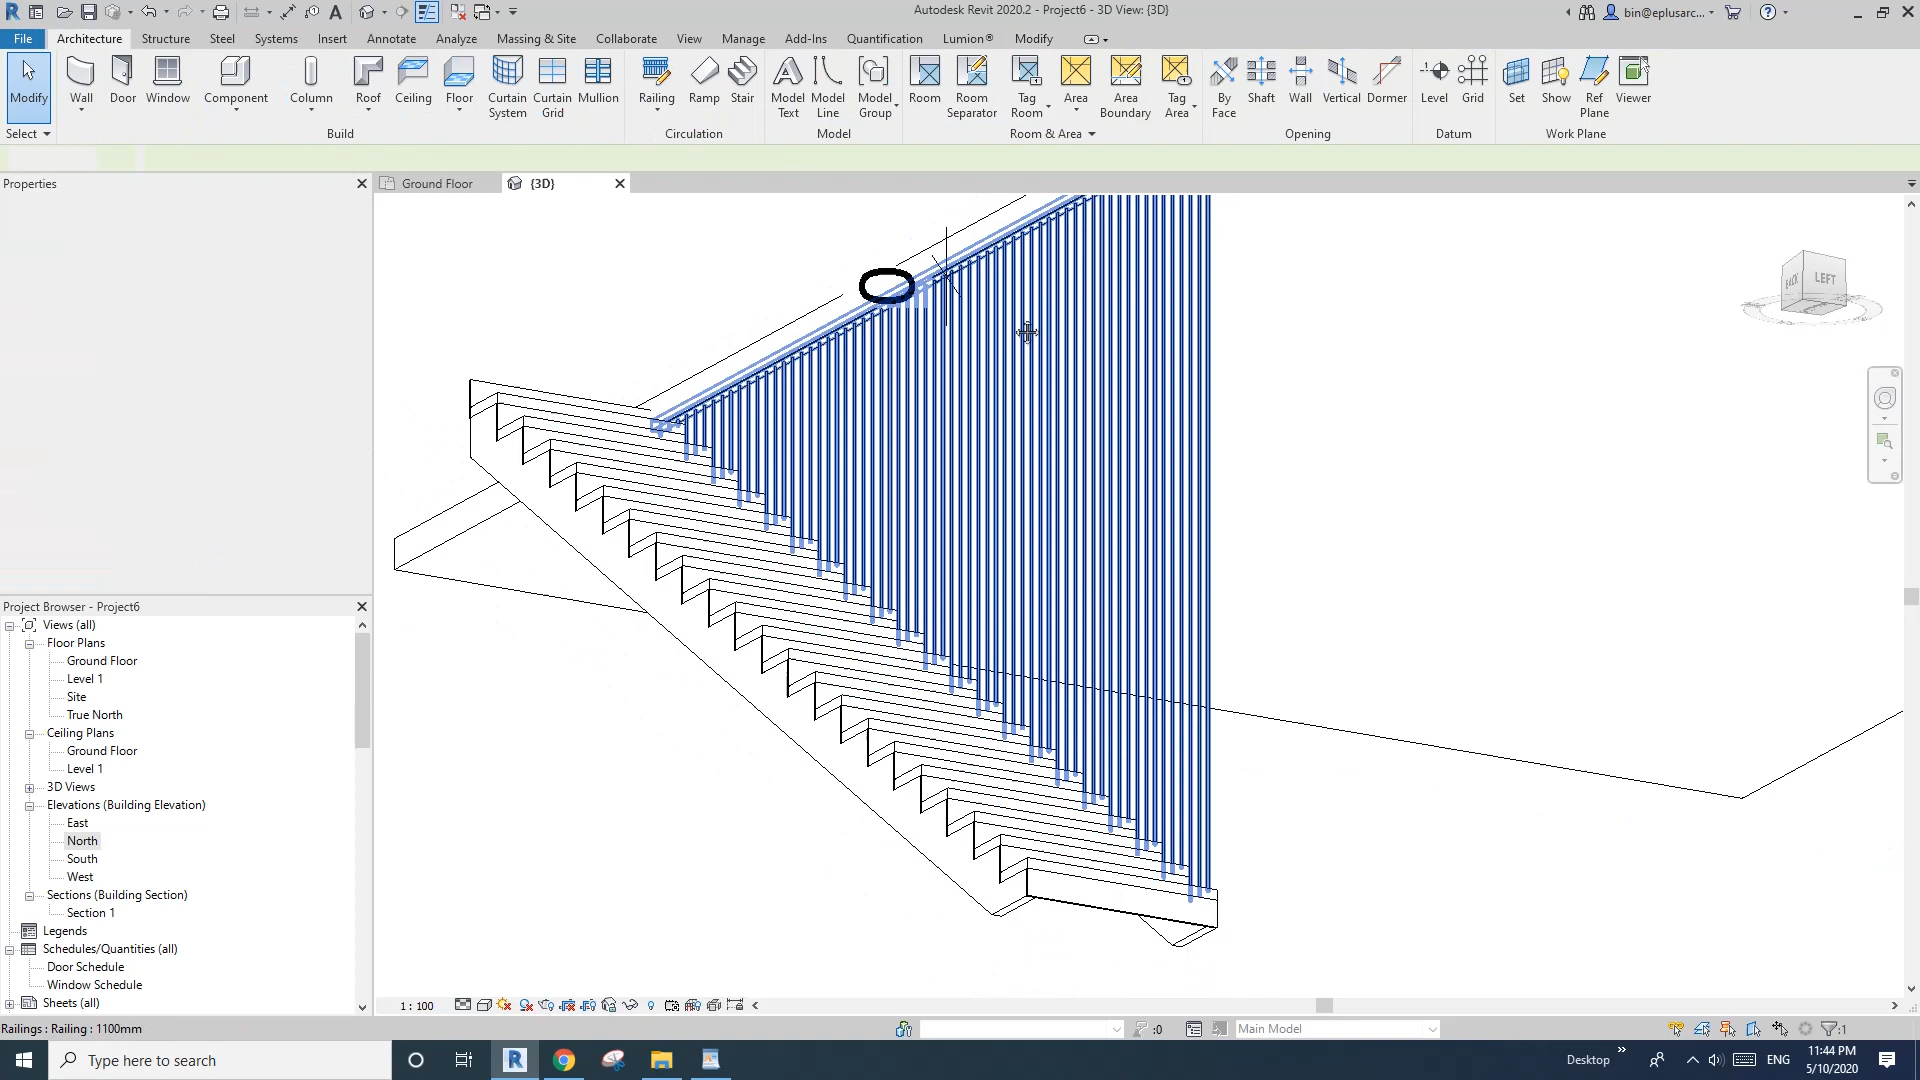 Autodesk Revit 2020.2 - Project6 - 3D View: {3D}
bin@eplusarc...
File Architecture Structure Steel Systems Insert Annotate Analyze Massing & Site Collaborate View Manage Add-Ins Quantification Lumion® Modify
Modify Wall Door Window Component Column Roof Ceiling Floor Curtain System Curtain Grid Mullion Railing Ramp Stair Model Text Model Line Model Group Room Room Separator Tag Room Area Area Boundary Tag Area By Face Shaft Wall Vertical Dormer Level Grid Set Show Ref Plane Viewer
Select Build Circulation Model Room & Area Opening Datum Work Plane
Properties
Ground Floor {3D}
BACK LEFT
Project Browser - Project6
Views (all)
Floor Plans
Ground Floor
Level 1
Site
True North
Ceiling Plans
Ground Floor
Level 1
3D Views
Elevations (Building Elevation)
East
North
South
West
Sections (Building Section)
Section 1
Legends
Schedules/Quantities (all)
Door Schedule
Window Schedule
Sheets (all)
1 : 100
Railings : Railing : 1100mm
:0 Main Model :1
Type here to search
Desktop ENG 11:44 PM
5/10/2020